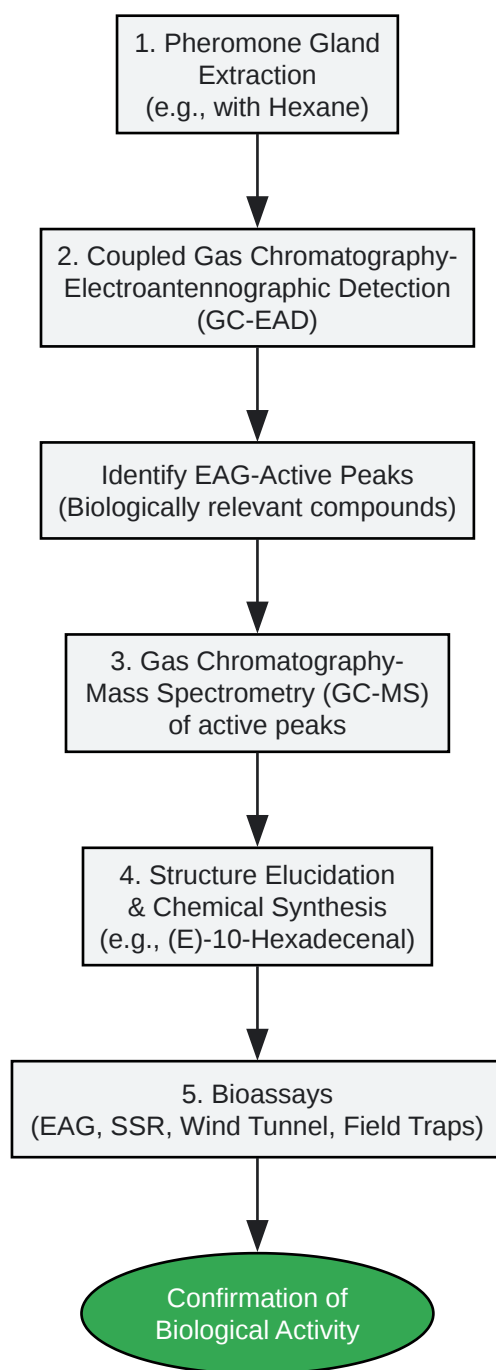 1. Pheromone Gland
Extraction
(e.g., with Hexane)
2. Coupled Gas Chromatography-
Electroantennographic Detection
(GC-EAD)
Identify EAG-Active Peaks
(Biologically relevant compounds)
3. Gas Chromatography-
Mass Spectrometry (GC-MS)
of active peaks
4. Structure Elucidation
& Chemical Synthesis
(e.g., (E)-10-Hexadecenal)
5. Bioassays
(EAG, SSR, Wind Tunnel, Field Traps)
Confirmation of
Biological Activity